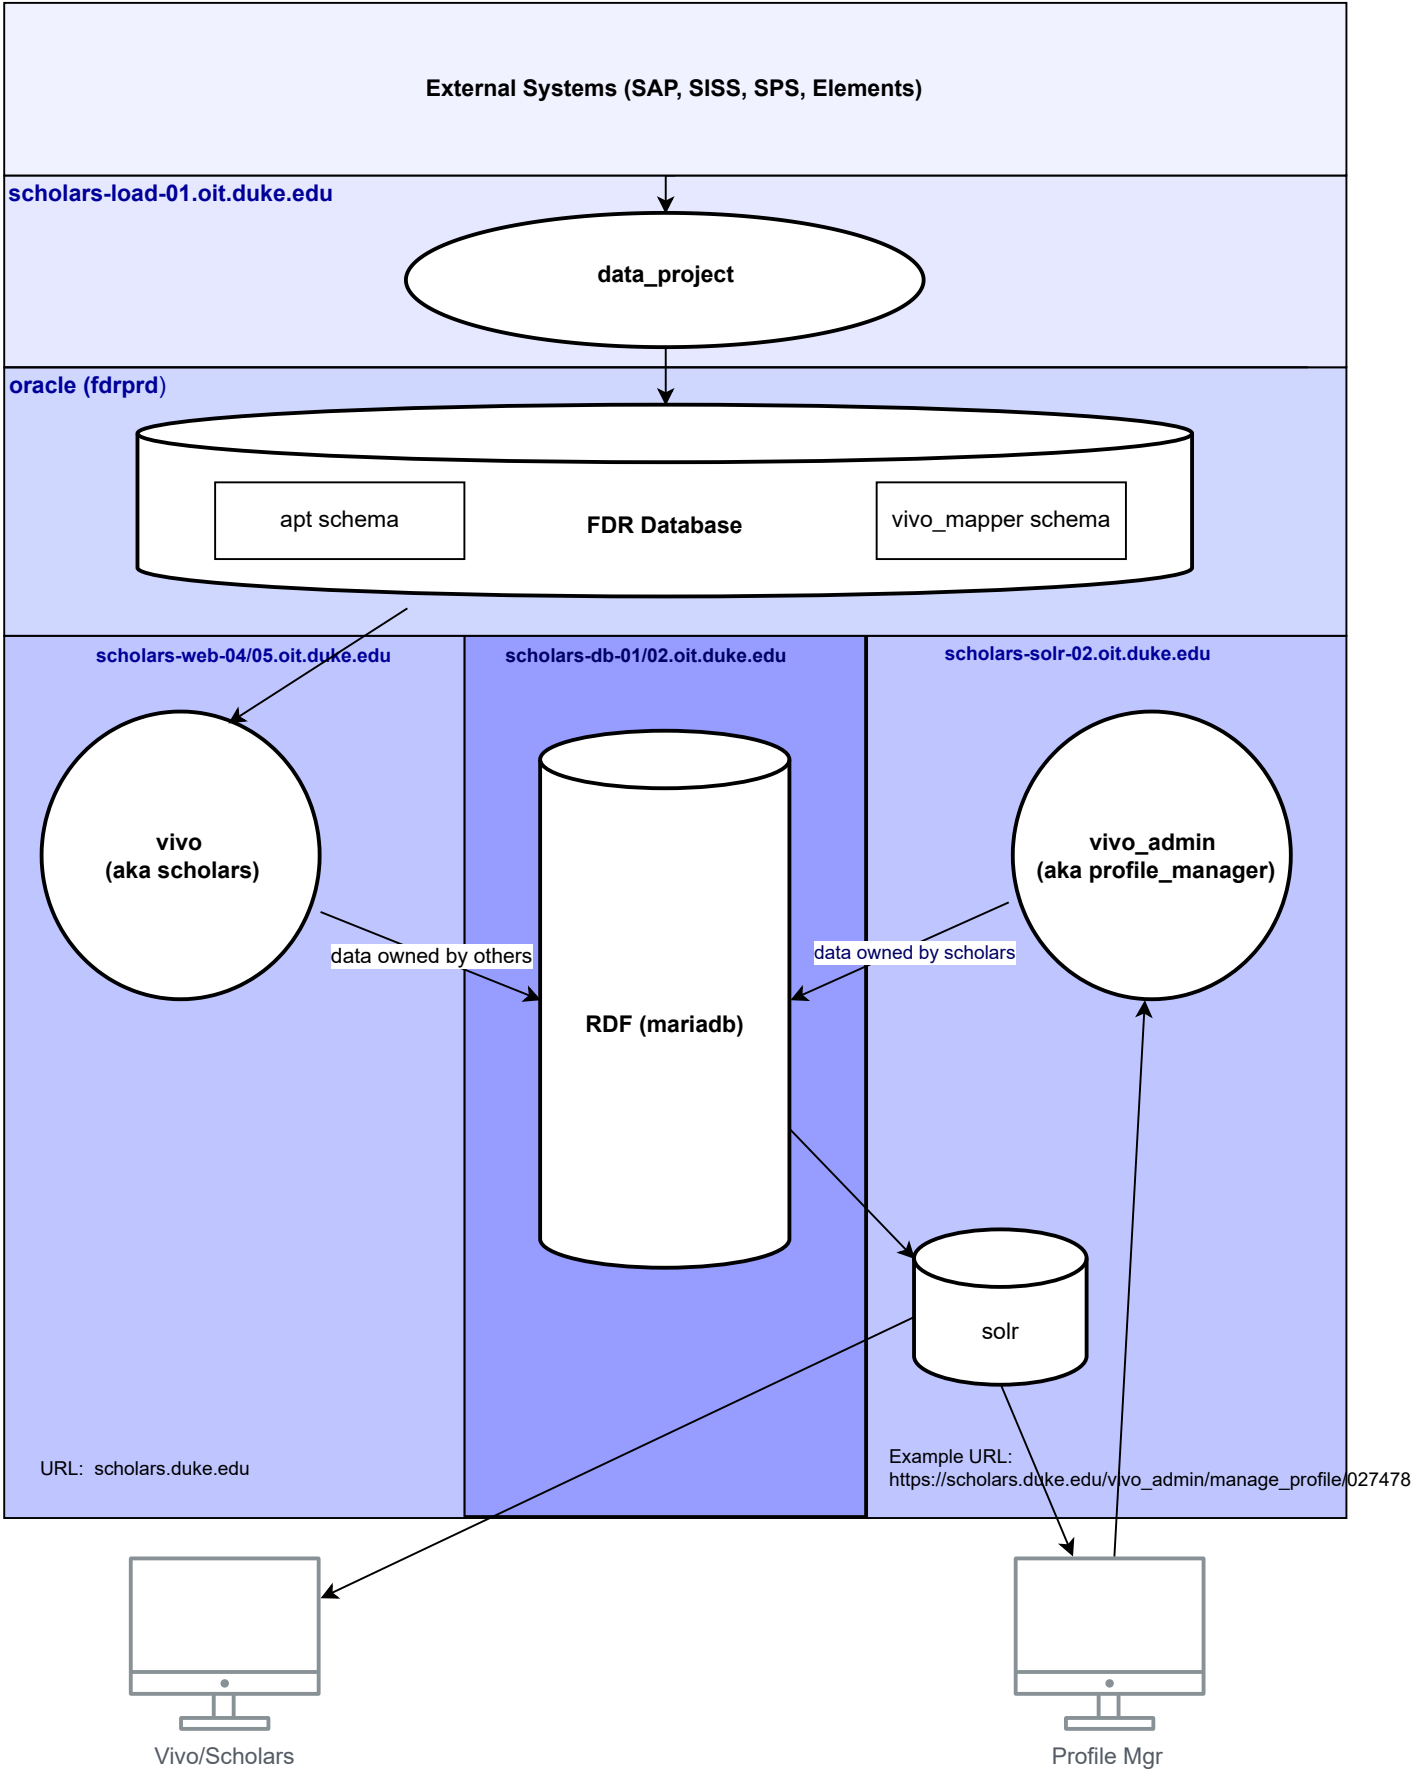 External Systems (SAP, SISS, SPS, Elements)
scholars-load-01.oit.duke.edu
data_project
oracle (fdrprd)
apt schema
FDR Database
vivo_mapper schema
scholars-web-04/05.oit.duke.edu
scholars-db-01/02.oit.duke.edu
scholars-solr-02.oit.duke.edu
vivo
(aka scholars)
vivo_admin
(aka profile_manager)
data owned by others
data owned by scholars
RDF (mariadb)
solr
URL:  scholars.duke.edu
Example URL:
https://scholars.duke.edu/vivo_admin/manage_profile/027478
Vivo/Scholars
Profile Mgr